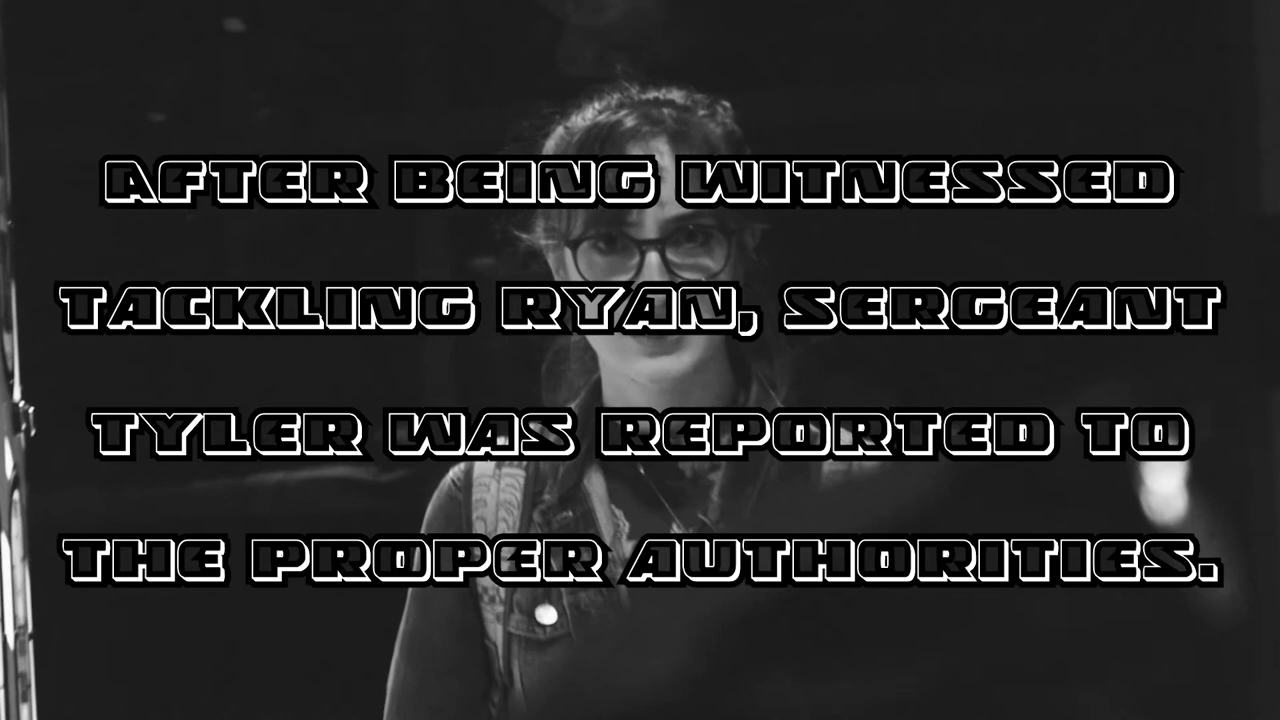 AFTER BEING WITNESSED
TACKLING RYAN, SERGEANT
TYLER WAS REPORTED TO
THE PROPER AUTHORITIES.